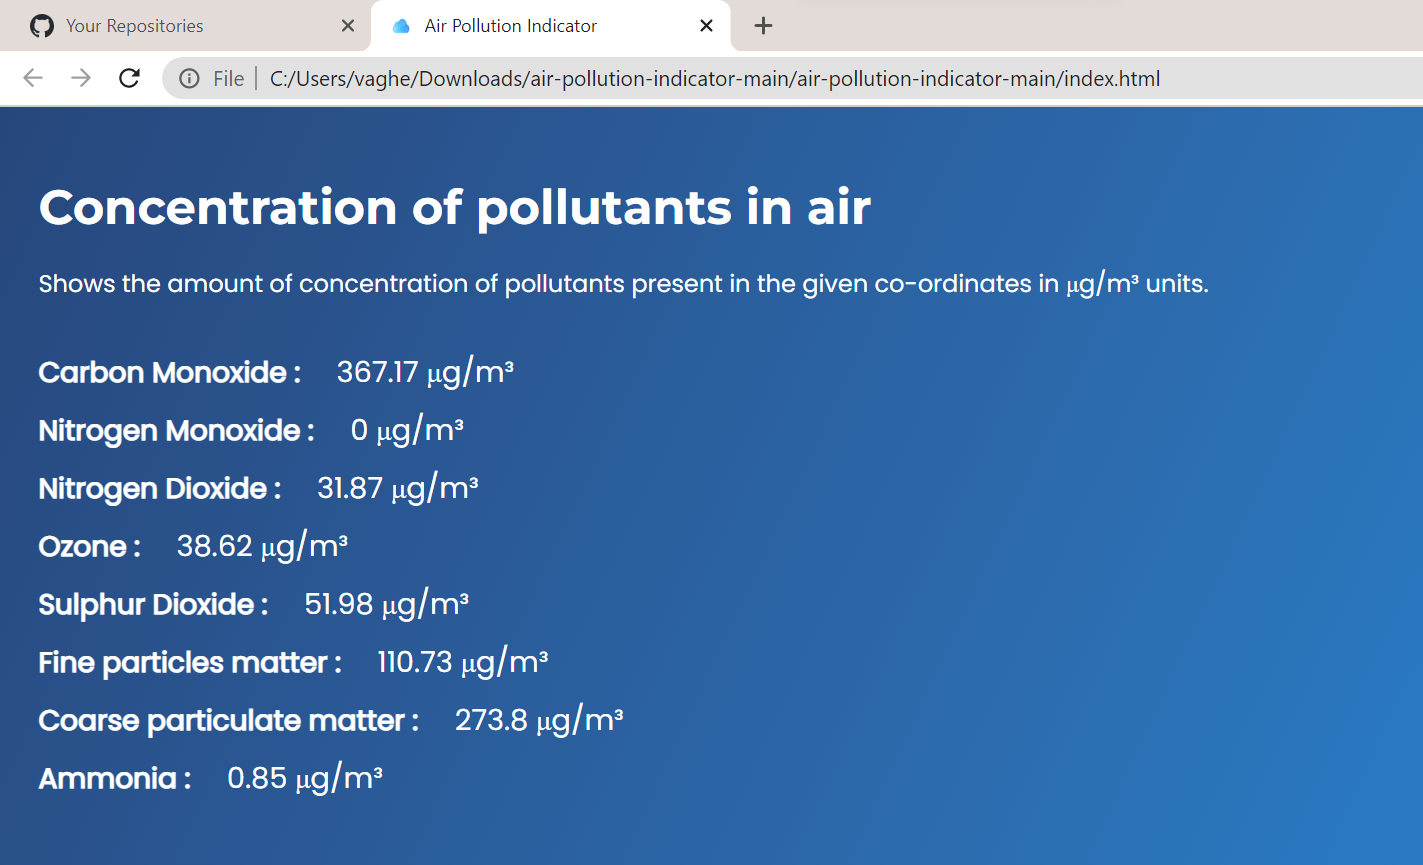 Your Repositories
Air Pollution Indicator
File
C:/Users/vaghe/Downloads/air-pollution-indicator-main/air-pollution-indicator-main/index.html
Concentration of pollutants in air
Shows the amount of concentration of pollutants present in the given co-ordinates in μg/m³ units.
Carbon Monoxide : 367.17 μg/m³
Nitrogen Monoxide : 0 μg/m³
Nitrogen Dioxide : 31.87 μg/m³
Ozone : 38.62 μg/m³
Sulphur Dioxide : 51.98 μg/m³
Fine particles matter : 110.73 μg/m³
Coarse particulate matter : 273.8 μg/m³
Ammonia : 0.85 μg/m³